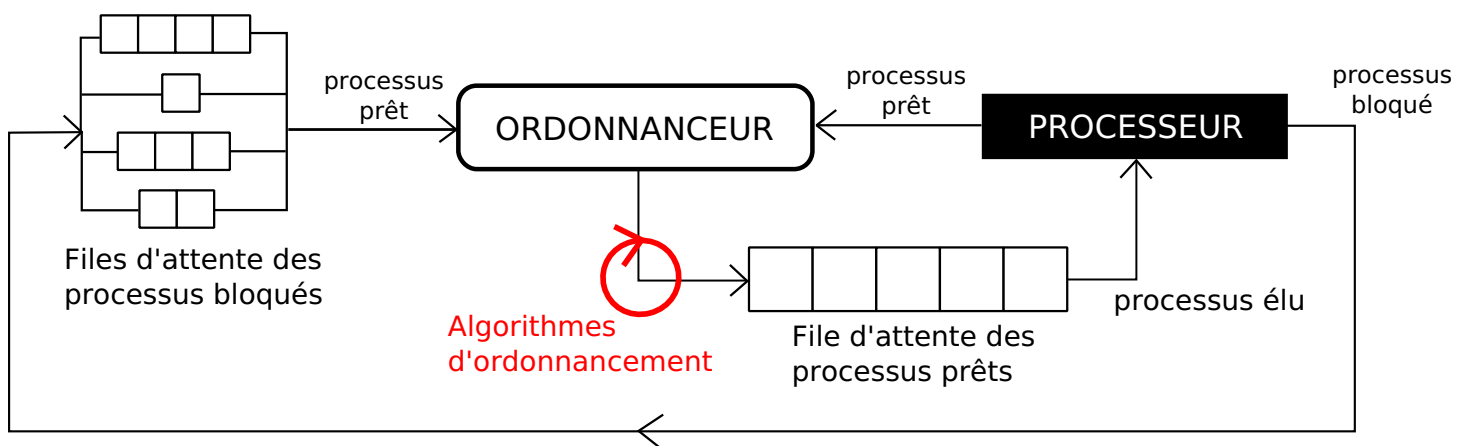 processus
prêt
ORDONNANCEUR
processus
prêt
PROCESSEUR
processus
bloqué
Files d'attente des
processus bloqués
Algorithmes
d'ordonnancement
File d'attente des
processus prêts
processus élu